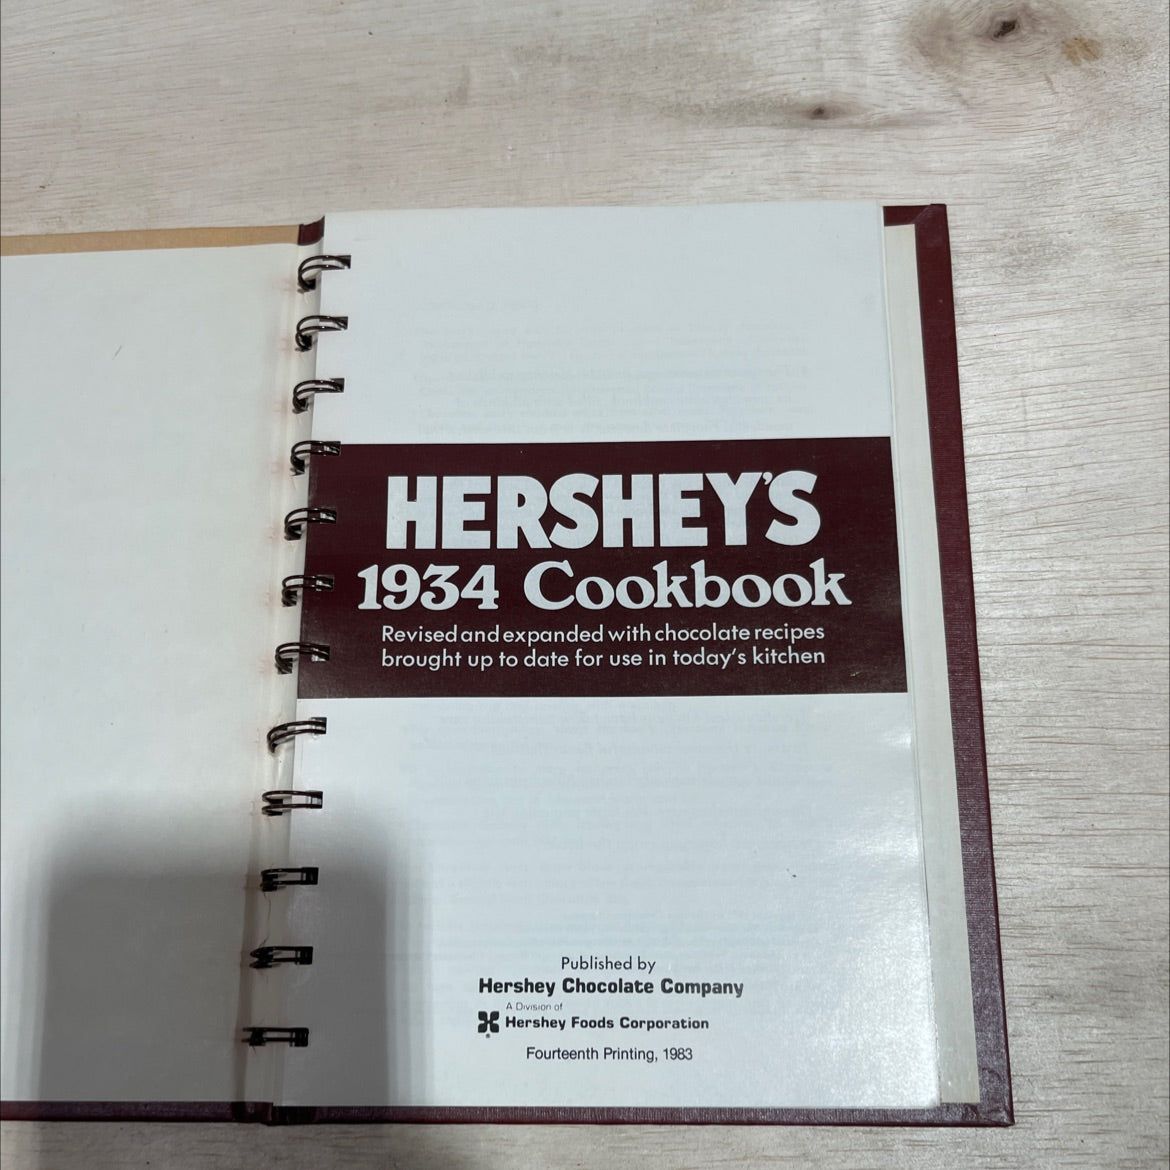 HERSHEY'S
1934 Cookbook
Revised and expanded with chocolate recipes
brought up to date for use in today's kitchen
Published by
Hershey Chocolate Company
A Division of
Hershey Foods Corporation
Fourteenth Printing, 1983